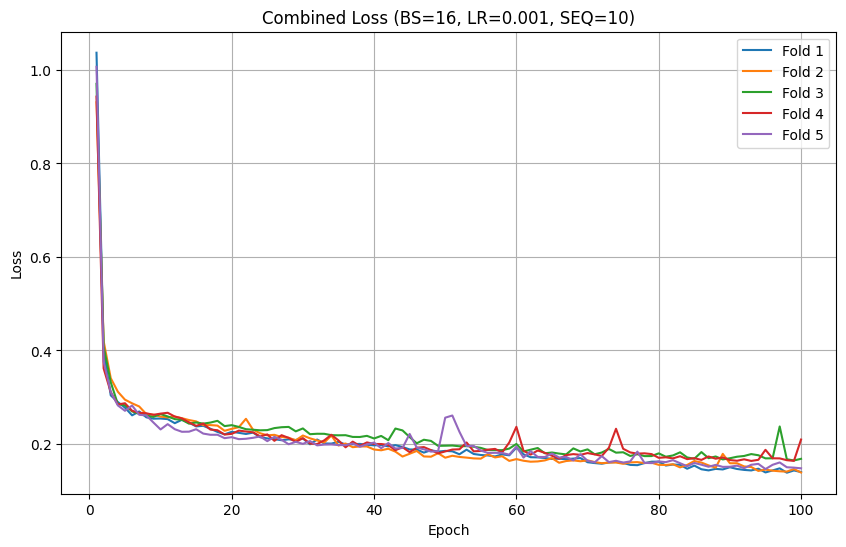 Combined Loss (BS=16, LR=0.001, SEQ=10)
Fold 1
Fold 2
Fold 3
Fold 4
Fold 5
Loss
1.0
0.8
0.6
0.4
0.2
0
20
40
60
80
100
Epoch